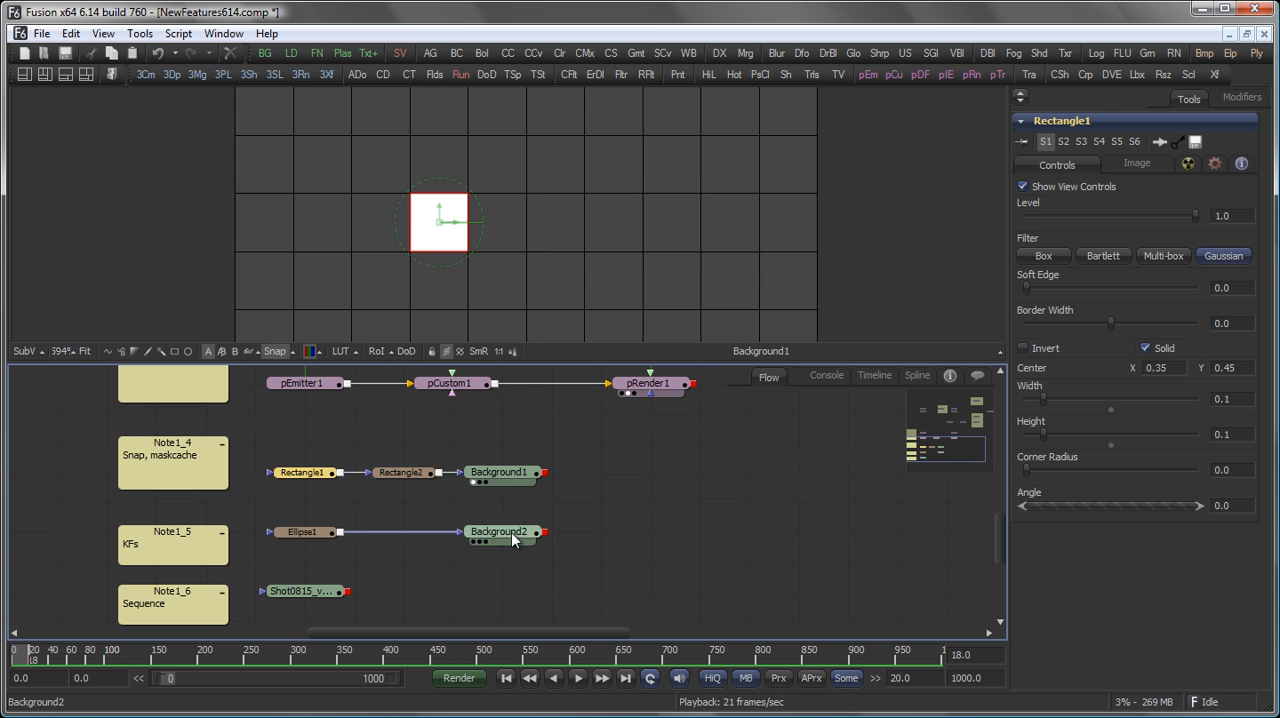 Fusion x64 6.14 build 760 - [NewFeatures614.comp *]
File Edit View Tools Script Window Help
BG LD FN Plas Txt+ SV AG BC Bol CC CCv Clr CMx CS Gmt SCv WB DX Mrg Blur Dfo DrBl Glo Shrp US SGl VBl DBl Fog Shd Txr Log FLU Gm RN Bmp Elp Ply
3Cm 3Dp 3Mg 3PL 3Sh 3SL 3Rn 3Xf ADo CD CT Flds Run DoD TSp TSt CFlt ErDl Fltr RFlt Pnt HiL Hot PsCl Sh Trls TV pEm pCu pDF pIE pRn pTr Tra CSh Crp DVE Lbx Rsz Scl Xf
Tools Modifiers
Rectangle1
S1 S2 S3 S4 S5 S6
Controls Image
Show View Controls
Level
1.0
Filter
Box Bartlett Multi-box Gaussian
Soft Edge
0.0
Border Width
0.0
Invert Solid
Center X 0.35 Y 0.45
Width
0.1
Height
0.1
Corner Radius
0.0
Angle
0.0
SubV 594% Fit A B Snap LUT RoI DoD SmR 1:1 Background1
Flow Console Timeline Spline
pEmitter1 pCustom1 pRender1
Note1_4
Snap, maskcache
Rectangle1 Rectangle2 Background1
Note1_5
KFs
Ellipse1 Background2
Note1_6
Sequence
Shot0815_v...
0 20 40 60 80 100 150 200 250 300 350 400 450 500 550 600 650 700 750 800 850 900 950 1
18
18.0
0.0 0.0 << 0 1000 Render HiQ MB Prx APrx Some >> 20.0 1000.0
Background2 Playback: 21 frames/sec 3% - 269 MB Idle